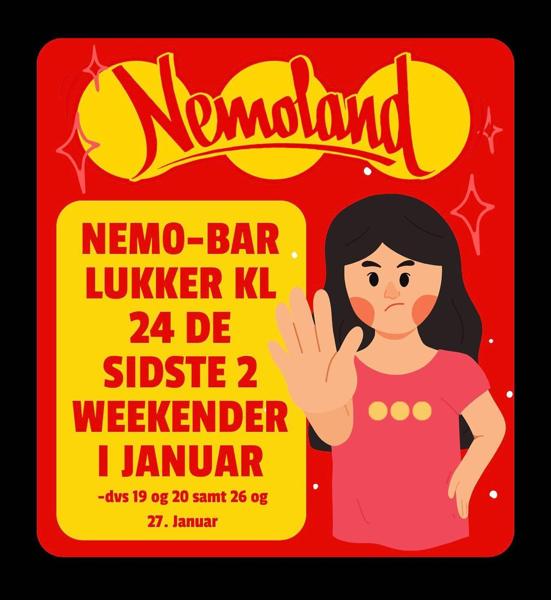 Nemoland
NEMO-BAR
LUKKER KL
24 DE
SIDSTE 2
WEEKENDER
I JANUAR
-dvs 19 og 20 samt 26 og
27. Januar